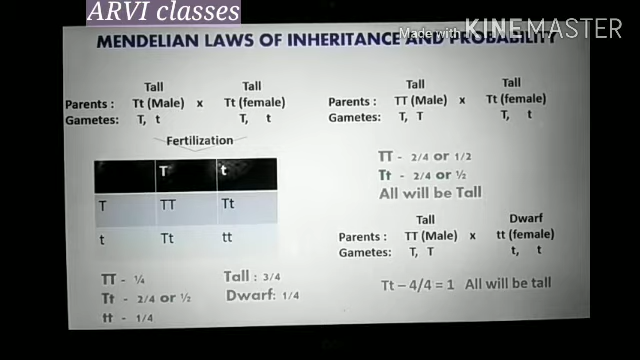 ARVI classes
Made with KINEMASTER
MENDELIAN LAWS OF INHERITANCE AND PROBABILITY
Tall Tall
Parents : Tt (Male) x Tt (female)
Gametes: T, t T, t
Fertilization
T t
T TT Tt
t Tt tt
TT - ¼
Tt - 2/4 or ½
tt - 1/4
Tall : 3/4
Dwarf: 1/4
Tall Tall
Parents : TT (Male) x Tt (female)
Gametes: T, T T, t
TT - 2/4 or 1/2
Tt - 2/4 or ½
All will be Tall
Tall Dwarf
Parents : TT (Male) x tt (female)
Gametes: T, T t, t
Tt – 4/4 = 1 All will be tall